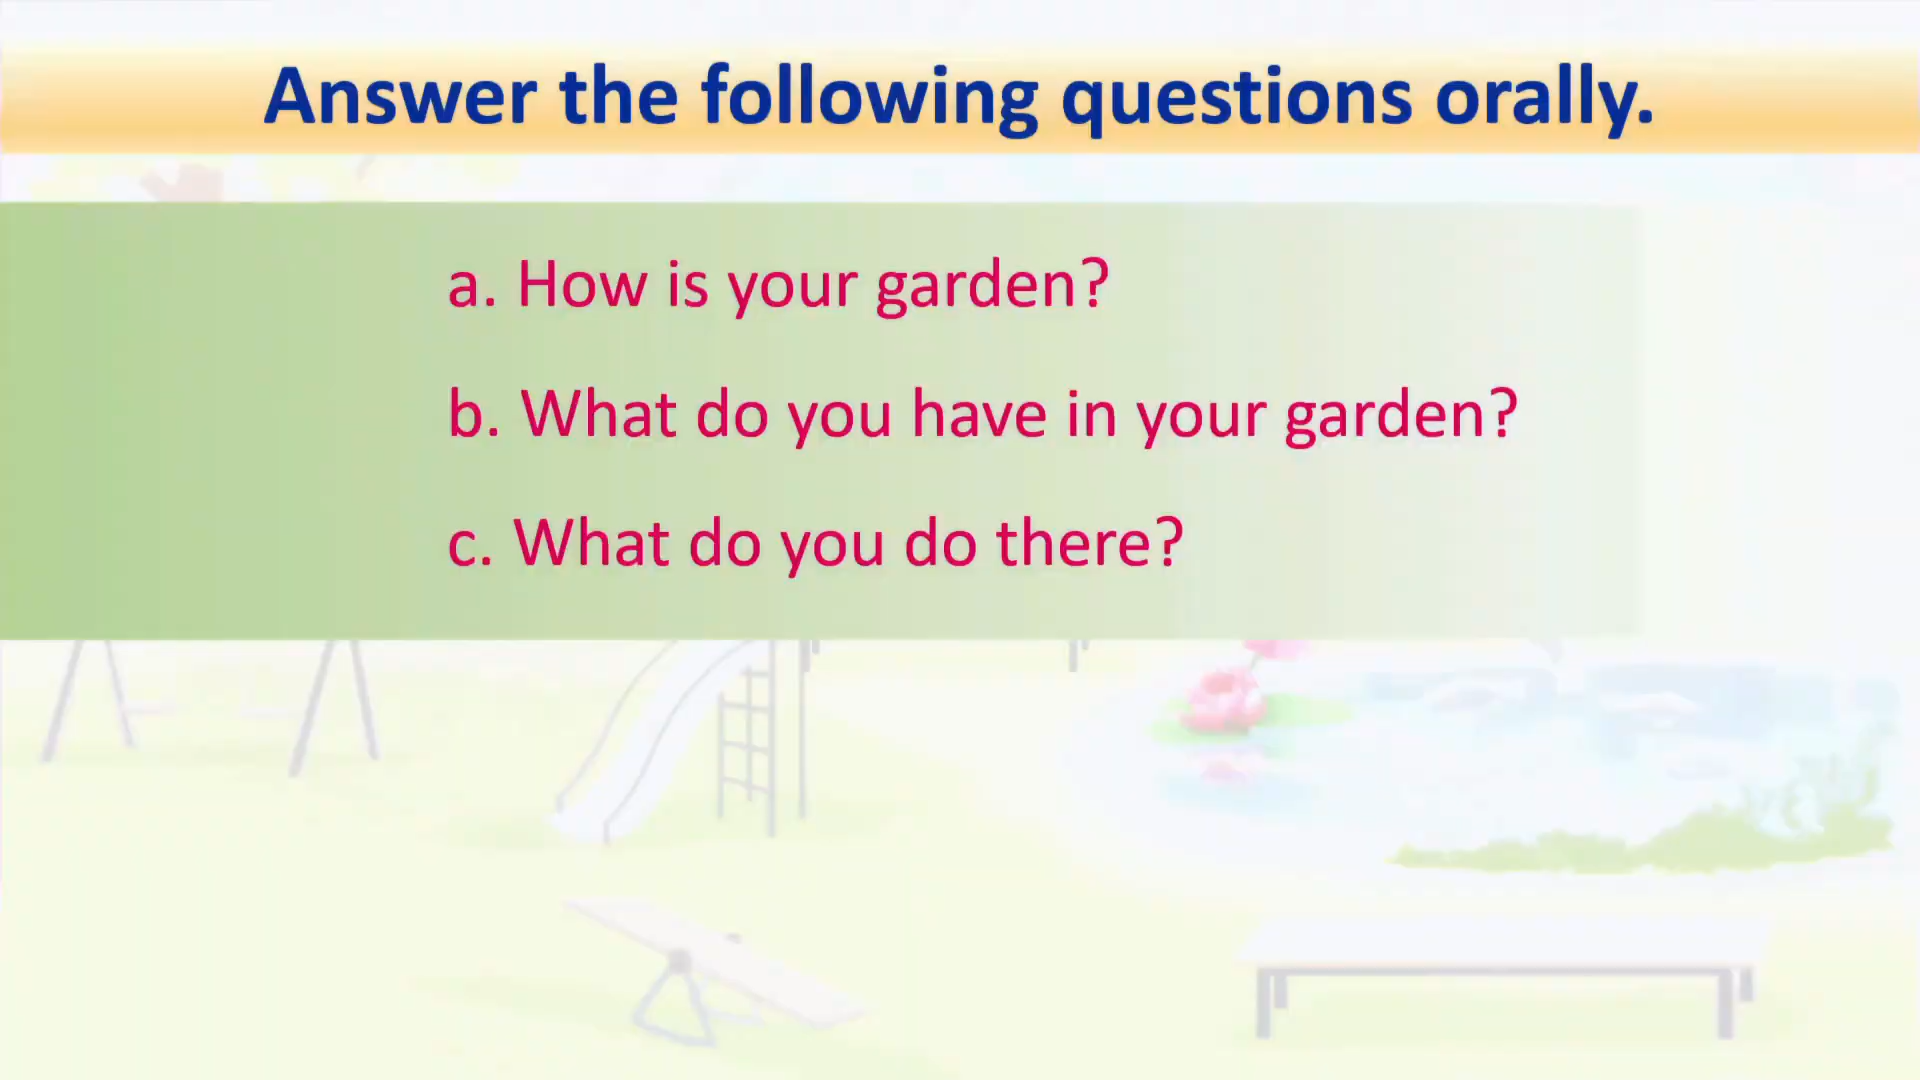 Answer the following questions orally.
a. How is your garden?
b. What do you have in your garden?
c. What do you do there?